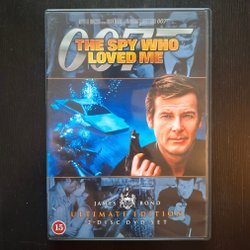 007
THE SPY WHO
LOVED ME
JAMES BOND
ULTIMATE EDITION
2-DISC DVD SET
15